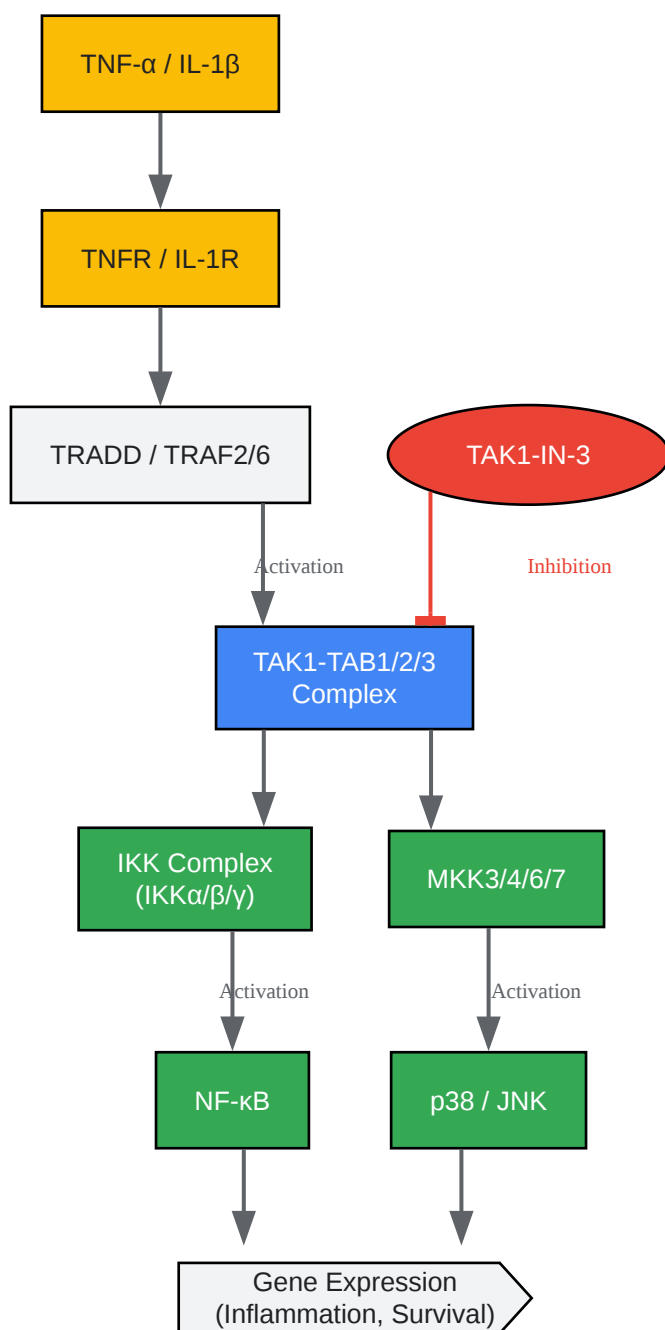 TNF-α / IL-1β
TNFR / IL-1R
TRADD / TRAF2/6
TAK1-IN-3
Activation
Inhibition
TAK1-TAB1/2/3
Complex
IKK Complex
(IKKα/β/γ)
MKK3/4/6/7
Activation
Activation
NF-κB
p38 / JNK
Gene Expression
(Inflammation, Survival)